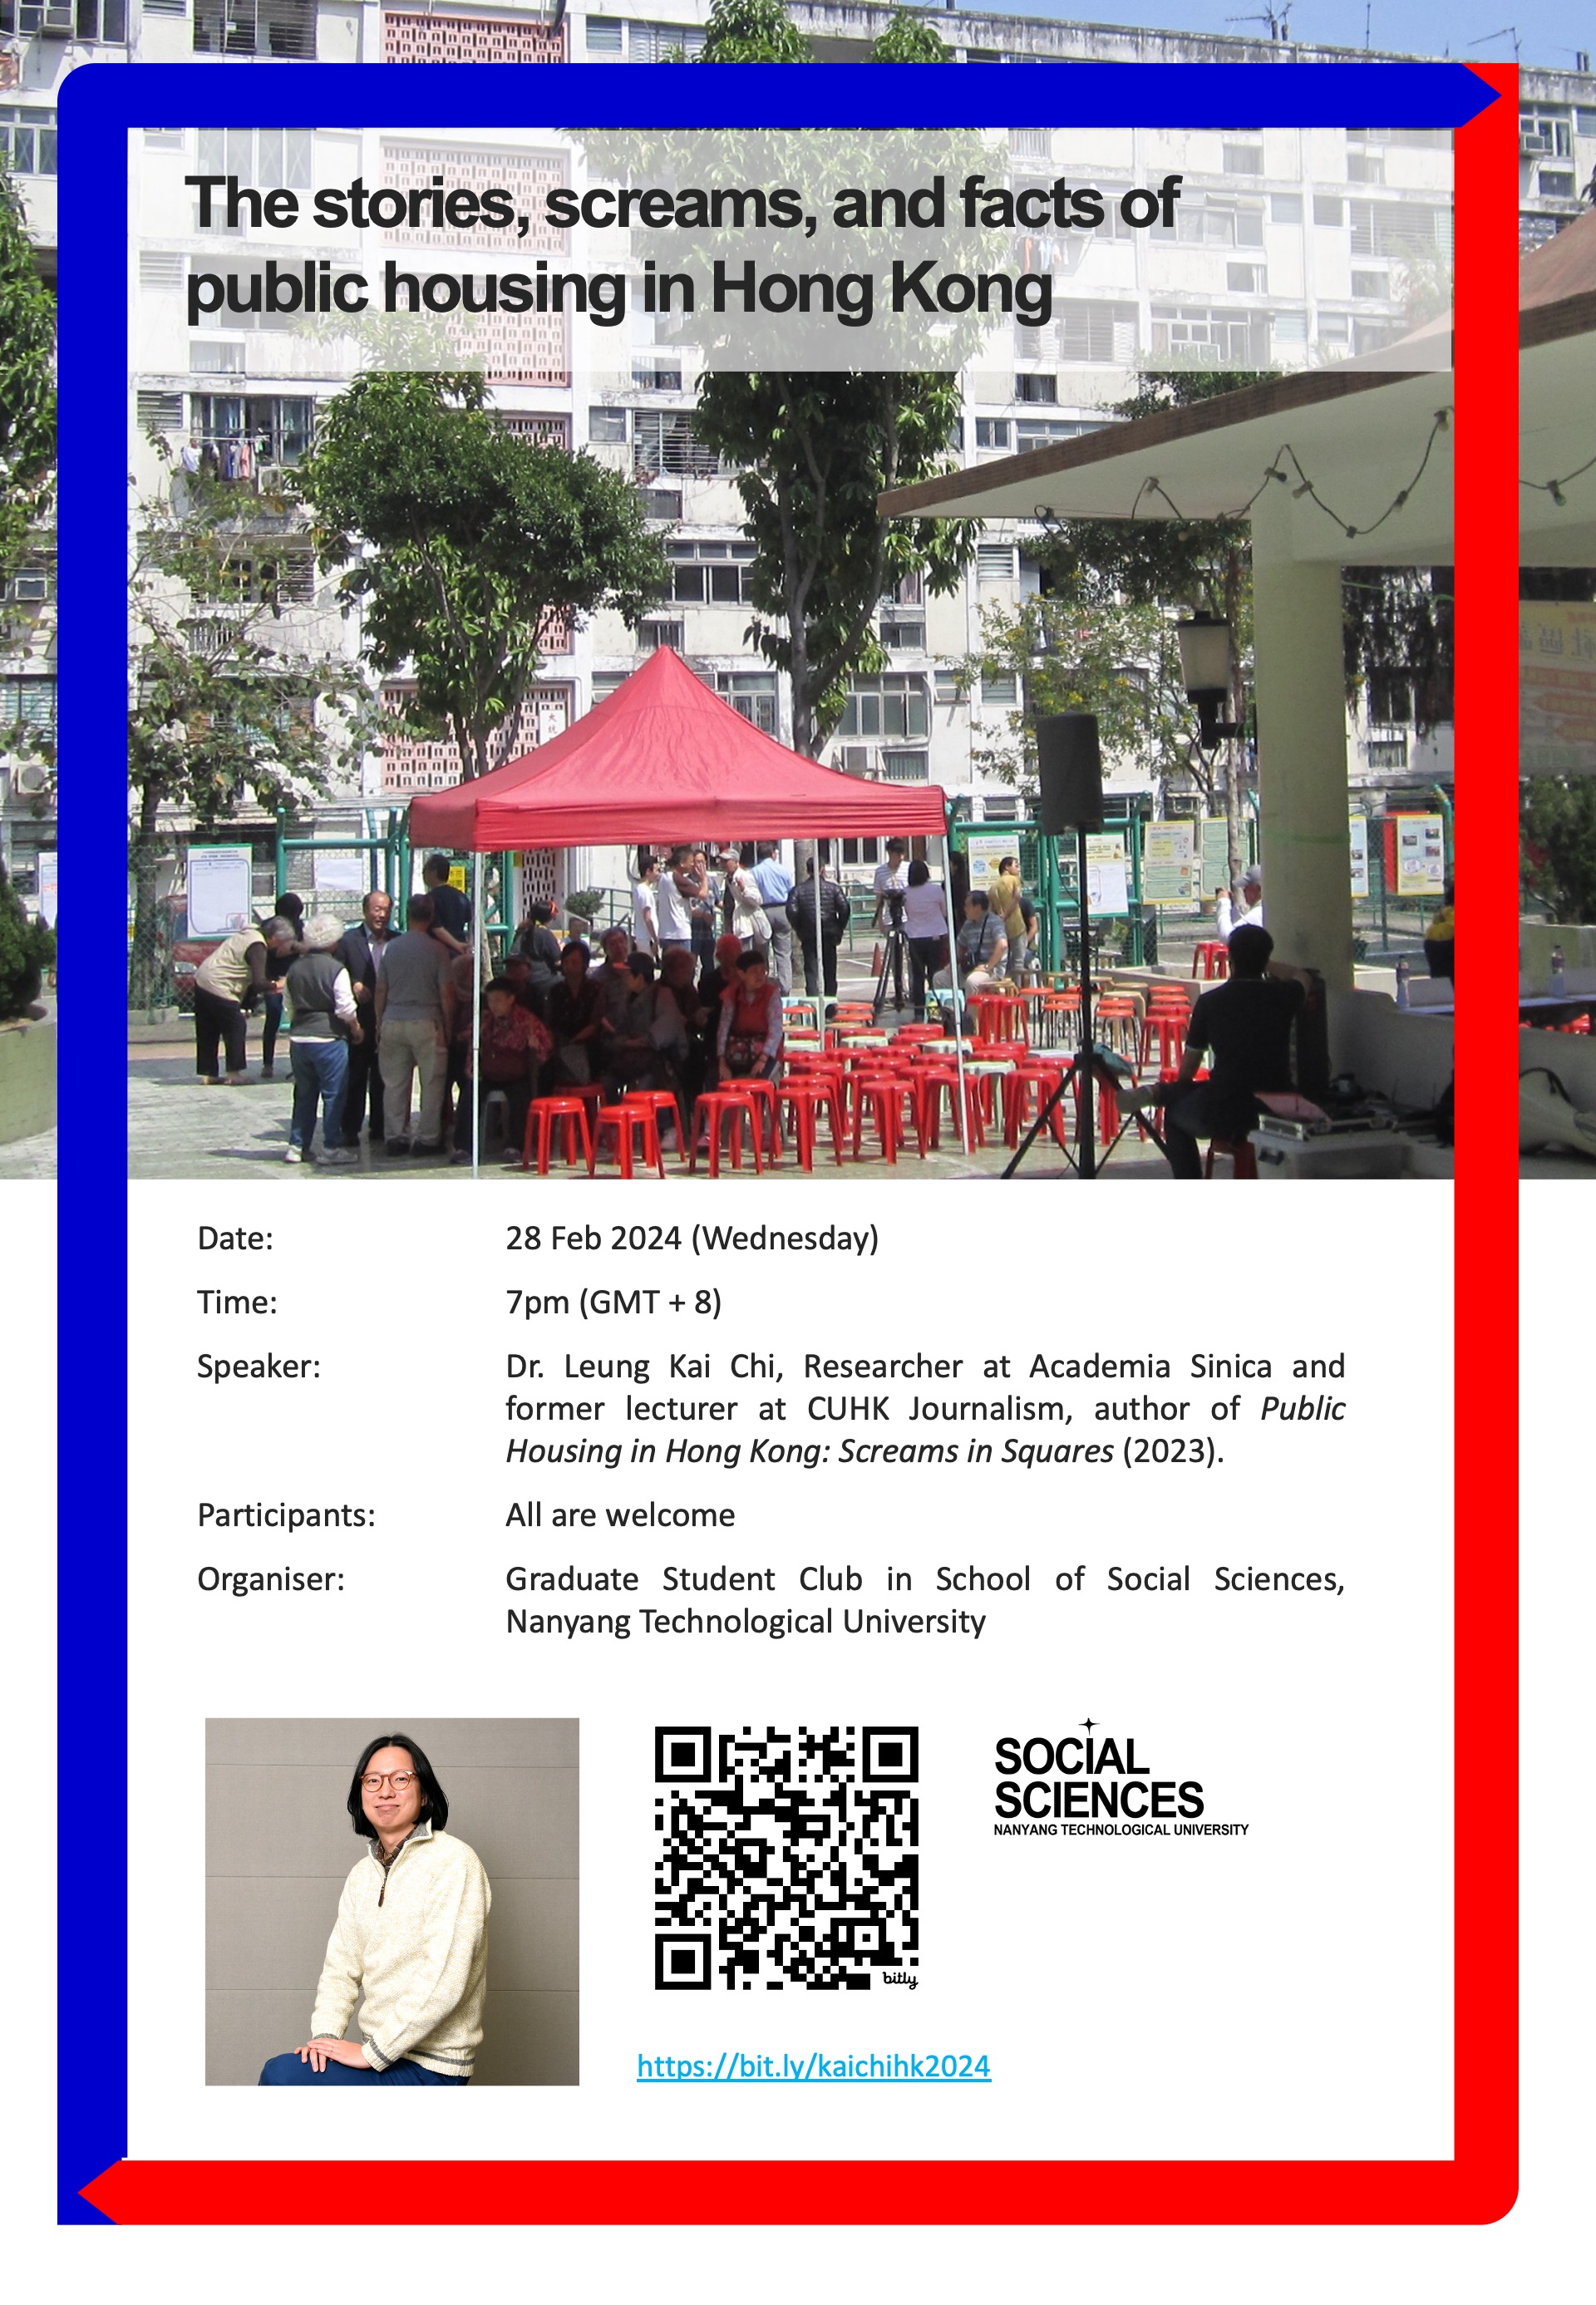 The stories, screams, and facts of
public housing in Hong Kong
Date: 28 Feb 2024 (Wednesday)
Time: 7pm (GMT + 8)
Speaker: Dr. Leung Kai Chi, Researcher at Academia Sinica and
former lecturer at CUHK Journalism, author of Public
Housing in Hong Kong: Screams in Squares (2023).
Participants: All are welcome
Organiser: Graduate Student Club in School of Social Sciences,
Nanyang Technological University
SOCIAL
SCIENCES
NANYANG TECHNOLOGICAL UNIVERSITY
bitly
https://bit.ly/kaichihk2024